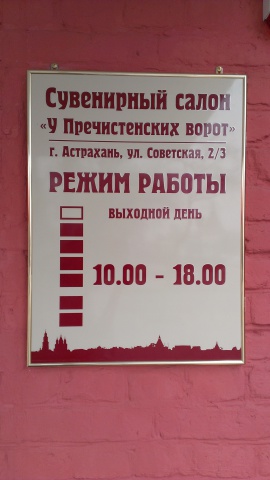 Сувенирный салон
«У Пречистенских ворот»
г. Астрахань, ул. Советская, 2/3
РЕЖИМ РАБОТЫ
ВЫХОДНОЙ ДЕНЬ
10.00 - 18.00